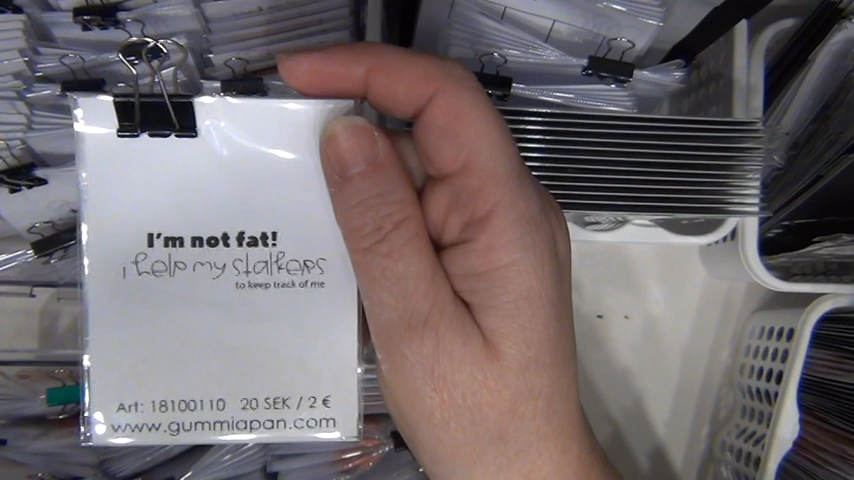 I'm not fat!
i help my stalkers
to keep track of me
Art: 18100110 20 SEK / 2 €
www.gummiapan.com